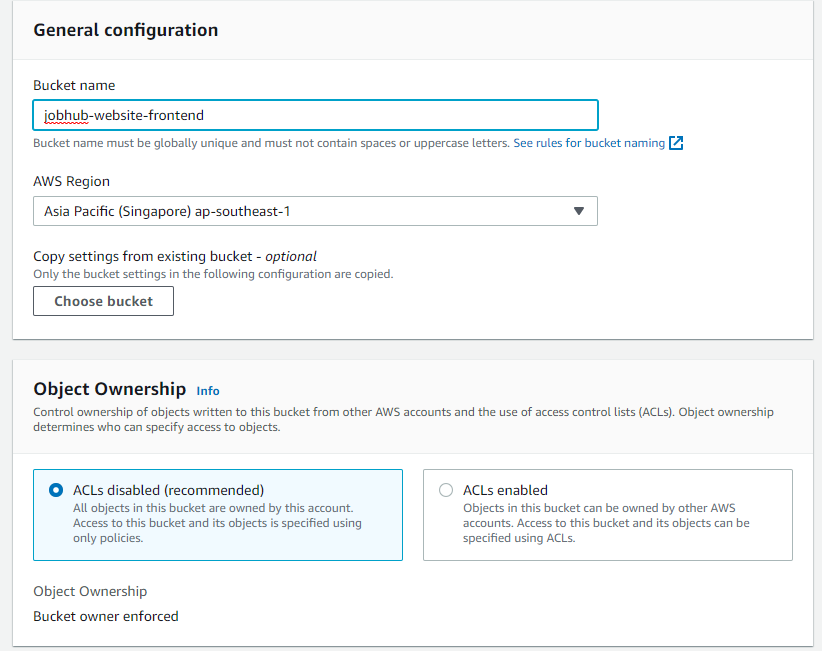 General configuration
Bucket name
jobhub-website-frontend
Bucket name must be globally unique and must not contain spaces or uppercase letters. See rules for bucket naming
AWS Region
Asia Pacific (Singapore) ap-southeast-1
Copy settings from existing bucket - optional
Only the bucket settings in the following configuration are copied.
Choose bucket
Object Ownership Info
Control ownership of objects written to this bucket from other AWS accounts and the use of access control lists (ACLs). Object ownership
determines who can specify access to objects.
ACLs disabled (recommended)
All objects in this bucket are owned by this account.
Access to this bucket and its objects is specified using
only policies.
ACLs enabled
Objects in this bucket can be owned by other AWS
accounts. Access to this bucket and its objects can be
specified using ACLs.
Object Ownership
Bucket owner enforced